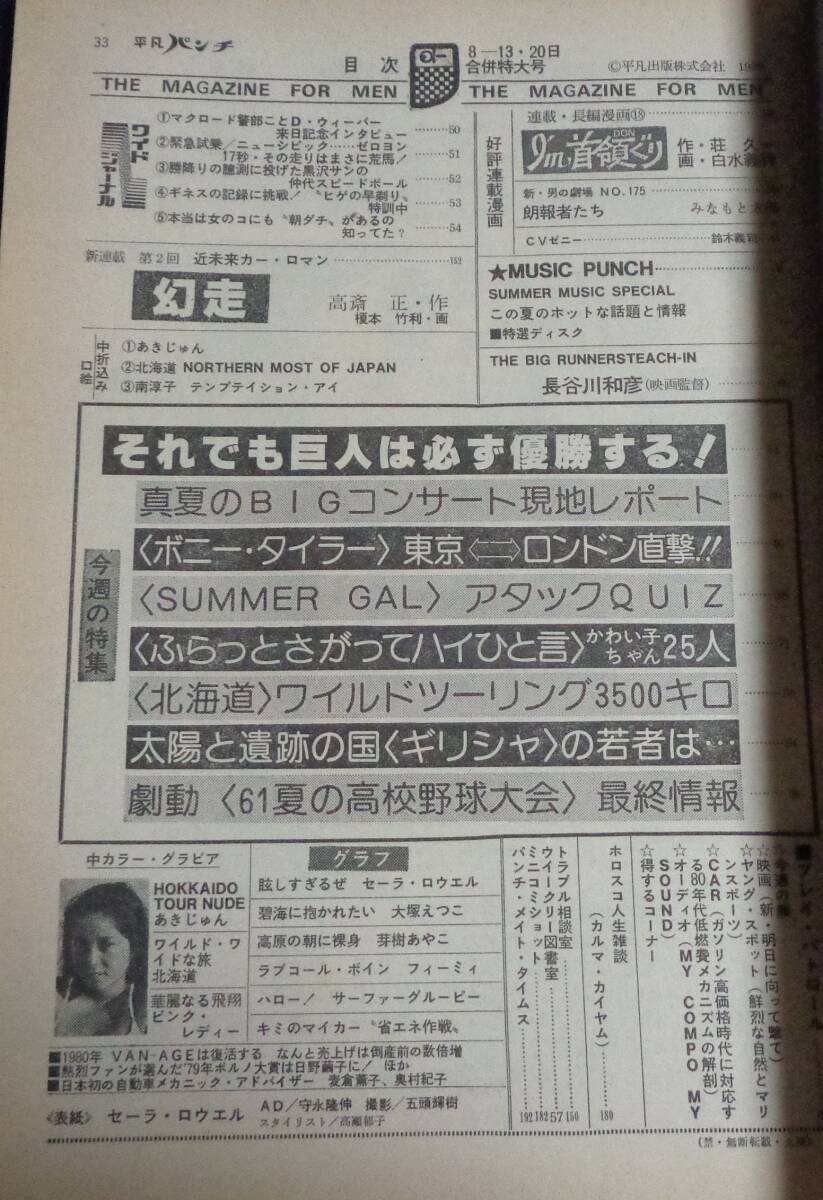 33 平凡パンチ
目次
8―13・20日
合併特大号
©平凡出版株式会社
THE MAGAZINE FOR MEN
THE MAGAZINE FOR MEN
ワイドジャーナル
①マクロード警部ことD・ウィーバー
来日記念インタビュー……50
②緊急試乗/ニューシビック……ゼロヨン
17秒・その走りはまさに荒馬!……51
③勝降りの臆測に投げた黒沢サンの
仲代スピードボール……52
④ギネスの記録に挑戦!〝ヒゲの早剃り〟
特訓中……53
⑤本当は女のコにも〝朝ダチ〟があるの
知ってた?……54
新連載 第2回 近未来カー・ロマン……152
幻走
高斎 正・作
榎本 竹利・画
中折込み口絵
①あきじゅん
②北海道 NORTHERN MOST OF JAPAN
③南淳子 テンプテイション・アイ
好評連載漫画
連載・長編漫画⑱
I'm 首領ぐり
DON
作・荘 久一
画・白水義
新・男の劇場 NO.175
朗報者たち みなもと
CVゼニー……鈴木義司
★MUSIC PUNCH
SUMMER MUSIC SPECIAL
この夏のホットな話題と情報
■特選ディスク
THE BIG RUNNERSTEACH-IN
長谷川和彦(映画監督)
今週の特集
それでも巨人は必ず優勝する!
真夏のBIGコンサート現地レポート
〈ボニー・タイラー〉東京⇔ロンドン直撃!!
〈SUMMER GAL〉アタックQUIZ
〈ふらっとさがってハイひと言〉かわい子ちゃん25人
〈北海道〉ワイルドツーリング3500キロ
太陽と遺跡の国〈ギリシャ〉の若者は…
劇動〈61夏の高校野球大会〉最終情報
中カラー・グラビア
HOKKAIDO
TOUR NUDE
あきじゅん
ワイルド・ワ
イドな旅
北海道
華麗なる飛翔
ピンク・
レディー
グラフ
眩しすぎるぜ セーラ・ロウエル
碧海に抱かれたい 大塚えつこ
高原の朝に裸身 芽樹あやこ
ラブコール・ボイン フィーミィ
ハロー! サーファーグルーピー
キミのマイカー〝省エネ作戦〟
■1980年 VAN-AGEは復活する なんと売上げは倒産前の数倍増
■熱烈ファンが選んだ'79年ポルノ大賞は日野繭子に! ほか
■日本初の自動車メカニック・アドバイザー 麦倉薫子、奥村紀子
《表紙》 セーラ・ロウエル AD/守永隆伸 撮影/五頭輝樹
スタイリスト/高瀬郁子
■プレイ・パトロール
☆映画(新・明日に向って撃て)
☆ヤング・スポット(鮮烈な自然とマリ
ンスポーツ)
☆CAR(ガソリン高価格時代に対応す
る80年代低燃費メカニズムの解剖)
☆オーディオ(MY COMPO MY
SOUND)
☆得するコーナー
ホロスコ人生雑談
(カルマ・カイヤム)……180
トラブル相談室……150
ウイークリー図書室……57
ミニコミショット……182
パンチ・メイト・タイムス……192
(禁・無断転載・